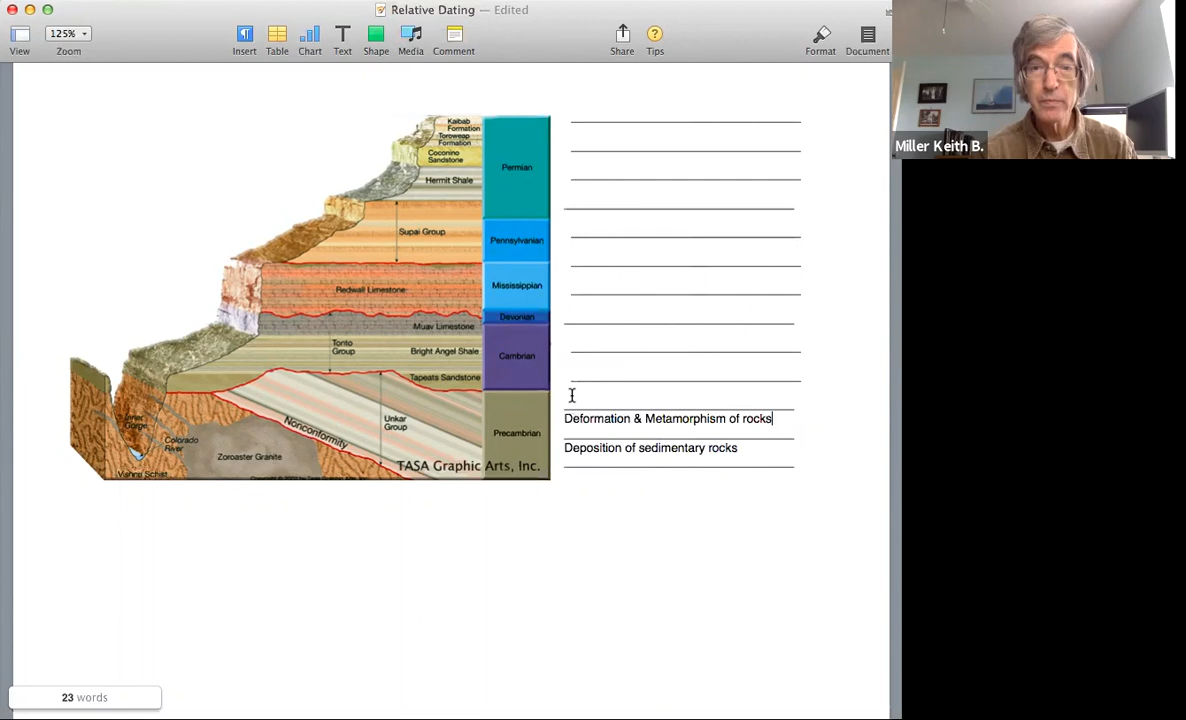 Relative Dating — Edited
125%
View
Zoom
Insert
Table
Chart
Text
Shape
Media
Comment
Share
Tips
Format
Document
Miller Keith B.
Kaibab
Formation
Toroweap
Formation
Coconino
Sandstone
Hermit Shale
Permian
Supai Group
Pennsylvanian
Redwall Limestone
Mississippian
Devonian
Muav Limestone
Tonto
Group
Bright Angel Shale
Cambrian
Tapeats Sandstone
Nonconformity
Unkar
Group
Precambrian
Inner
Gorge
Colorado
River
Zoroaster Granite
Vishnu Schist
TASA Graphic Arts, Inc.
Deformation & Metamorphism of rocks
Deposition of sedimentary rocks
23 words